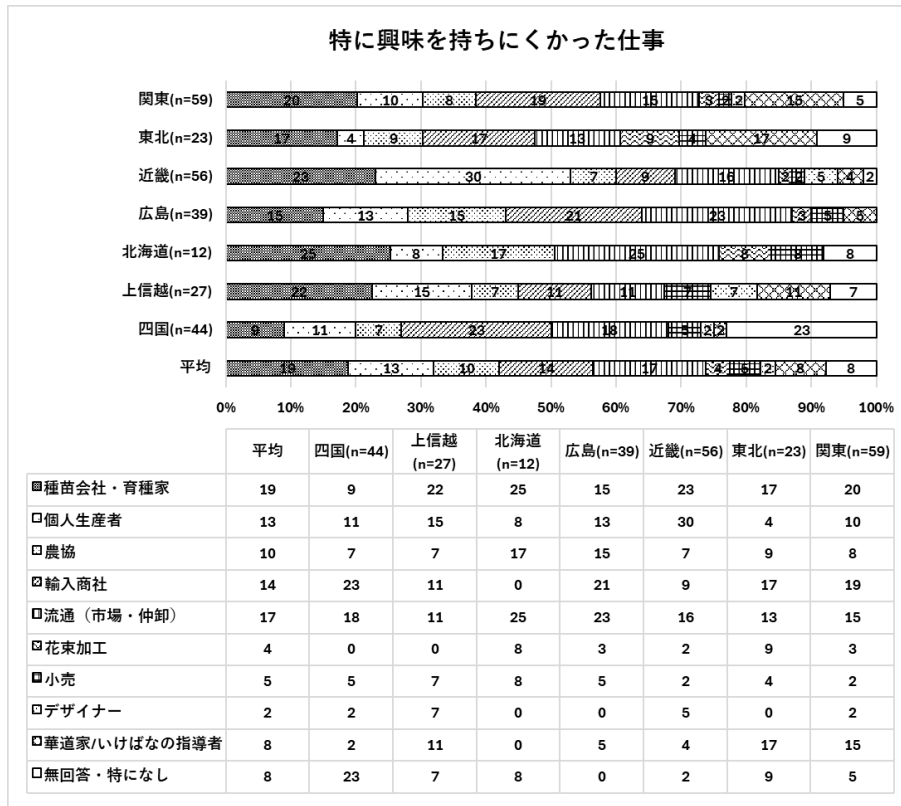 特に興味を持ちにくかった仕事
関東(n=59) 20 10 8 19 15 3 2 2 15 5
東北(n=23) 17 4 9 17 13 9 4 17 9
近畿(n=56) 23 30 7 9 16 2 2 5 4 2
広島(n=39) 15 13 15 21 23 3 5 5
北海道(n=12) 25 8 17 25 8 8 8
上信越(n=27) 22 15 7 11 11 7 7 11 7
四国(n=44) 9 11 7 23 18 5 2 2 23
平均 19 13 10 14 17 4 5 2 8 8
0% 10% 20% 30% 40% 50% 60% 70% 80% 90% 100%
平均 四国(n=44) 上信越(n=27) 北海道(n=12) 広島(n=39) 近畿(n=56) 東北(n=23) 関東(n=59)
種苗会社・育種家 19 9 22 25 15 23 17 20
個人生産者 13 11 15 8 13 30 4 10
農協 10 7 7 17 15 7 9 8
輸入商社 14 23 11 0 21 9 17 19
流通（市場・仲卸） 17 18 11 25 23 16 13 15
花束加工 4 0 0 8 3 2 9 3
小売 5 5 7 8 5 2 4 2
デザイナー 2 2 7 0 0 5 0 2
華道家/いけばなの指導者 8 2 11 0 5 4 17 15
無回答・特になし 8 23 7 8 0 2 9 5